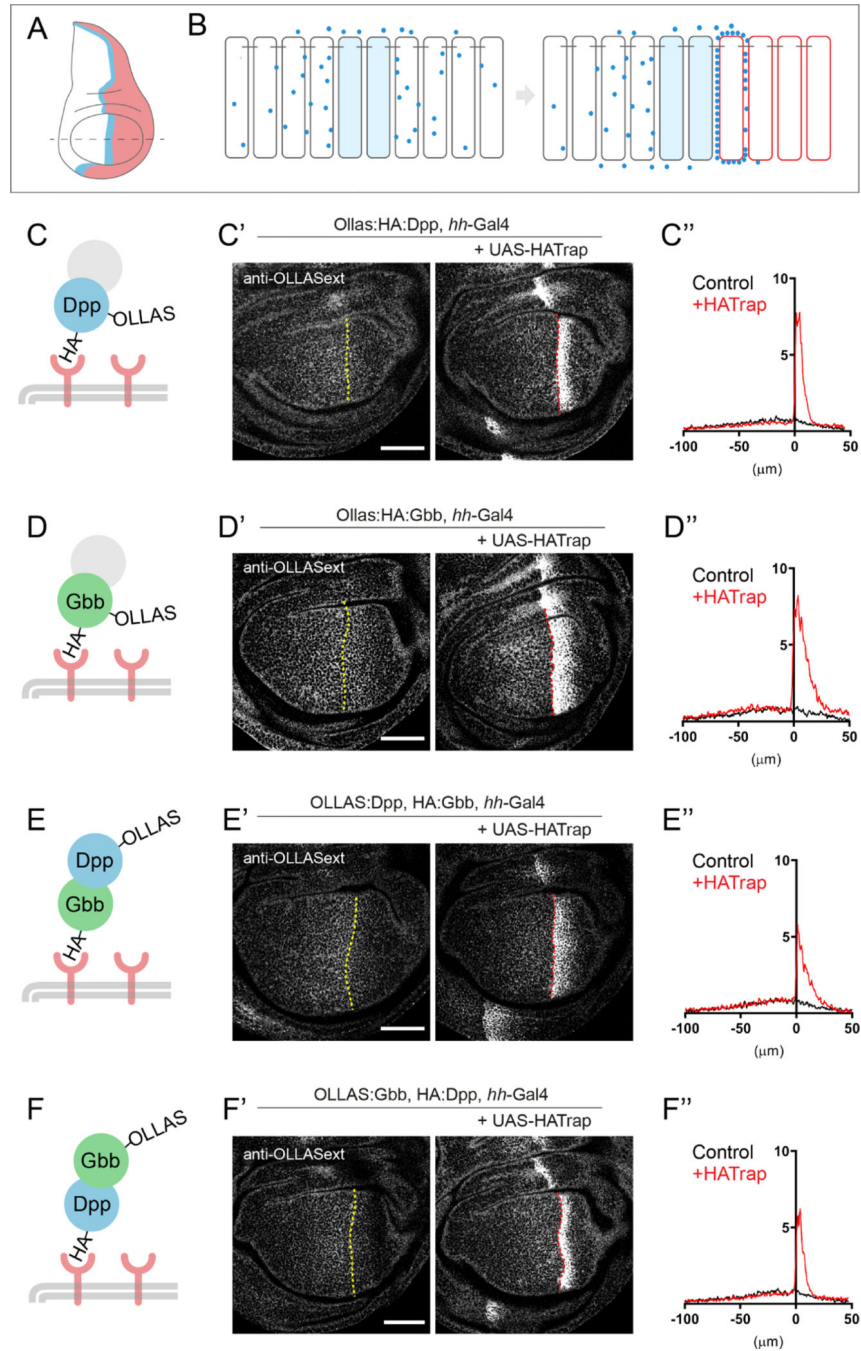 A
B
C
Dpp
OLLAS
HA
C'
Ollas:HA:Dpp, hh-Gal4
+ UAS-HATrap
anti-OLLASext
C"
Control
+HATrap
10
5
-100 -50 0 50
(μm)
D
Gbb
OLLAS
HA
D'
Ollas:HA:Gbb, hh-Gal4
+ UAS-HATrap
anti-OLLASext
D"
Control
+HATrap
10
5
-100 -50 0 50
(μm)
E
OLLAS
Dpp
Gbb
HA
E'
OLLAS:Dpp, HA:Gbb, hh-Gal4
+ UAS-HATrap
anti-OLLASext
E"
Control
+HATrap
10
5
-100 -50 0 50
(μm)
F
OLLAS
Gbb
Dpp
HA
F'
OLLAS:Gbb, HA:Dpp, hh-Gal4
+ UAS-HATrap
anti-OLLASext
F"
Control
+HATrap
10
5
-100 -50 0 50
(μm)